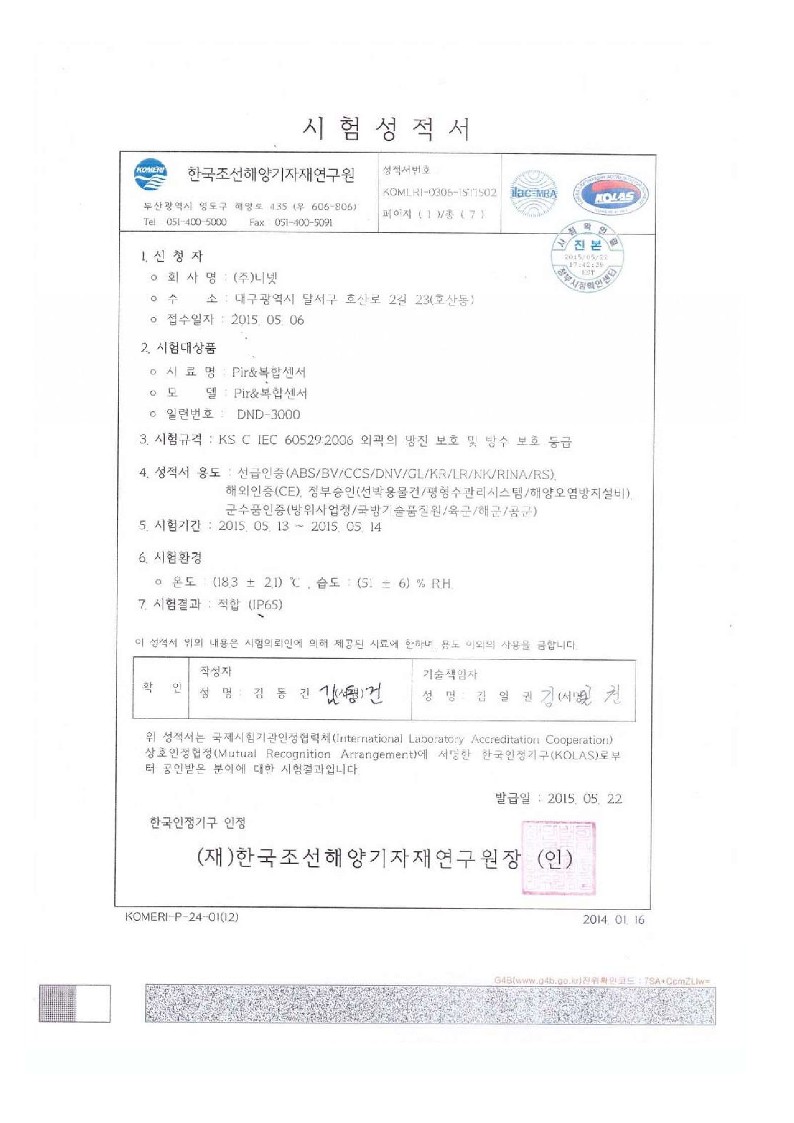 시험성적서
KOMERI
한국조선해양기자재연구원
부산광역시 영도구 해양로 435 (우 606-806)
Tel 051-400-5000 Fax 051-400-5091
성적서번호
KOMERI-0306-15T1502
페이지 ( 1 )/총 ( 7 )
ilac-MRA
KOLAS
진본
2015/05/22
17:42:28
EST
1. 신 청 자
o 회 사 명 : (주)니넷
o 주 소 : 대구광역시 달서구 호산로 2길 23(호산동)
o 접수일자 : 2015. 05. 06
2. 시험대상품
o 시 료 명 : Pir&복합센서
o 모 델 : Pir&복합센서
o 일련번호 : DND-3000
3. 시험규격 : KS C IEC 60529:2006 외곽의 방진 보호 및 방수 보호 등급
4. 성적서 용도 : 선급인증(ABS/BV/CCS/DNV/GL/KR/LR/NK/RINA/RS),
해외인증(CE), 정부승인(선박용물건/평형수관리시스템/해양오염방지설비),
군수품인증(방위사업청/국방기술품질원/육군/해군/공군)
5. 시험기간 : 2015. 05. 13 ~ 2015. 05. 14
6. 시험환경
o 온도 : (18.3 ± 2.1) ℃ , 습도 : (51 ± 6) % R.H.
7. 시험결과 : 적합 (IP65)
이 성적서 위의 내용은 시험의뢰인에 의해 제공된 시료에 한하며, 용도 이외의 사용을 금합니다.
확 인
작성자
성 명 : 김 동 건 (서명)
기술책임자
성 명 : 김 일 권 (서명)
위 성적서는 국제시험기관인정협력체(International Laboratory Accreditation Cooperation)
상호인정협정(Mutual Recognition Arrangement)에 서명한 한국인정기구(KOLAS)로부
터 공인받은 분야에 대한 시험결과입니다.
발급일 : 2015. 05. 22
한국인정기구 인정
(재)한국조선해양기자재연구원장 (인)
KOMERI-P-24-01(12)
2014. 01. 16
G4B(www.g4b.go.kr)진위확인코드 : 7SA+CcmZLIw=